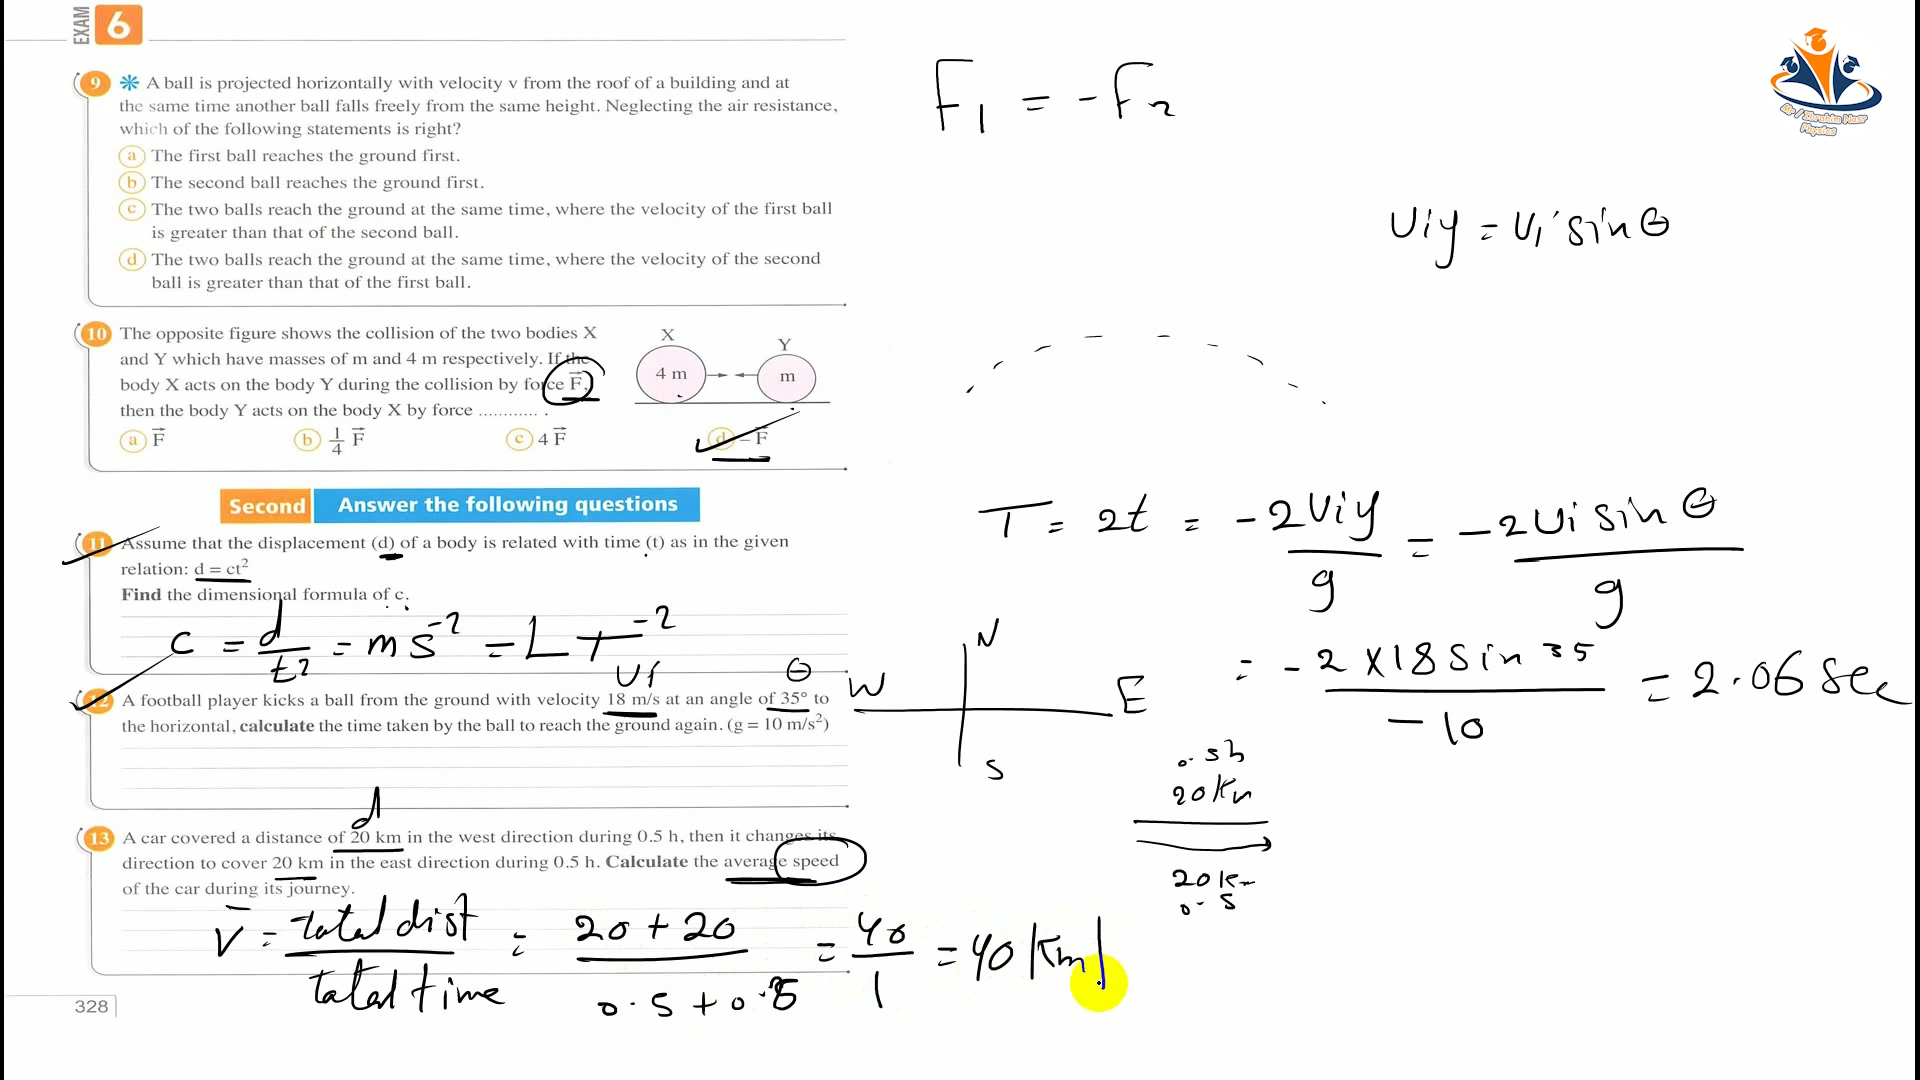 EXAM 6
9 * A ball is projected horizontally with velocity v from the roof of a building and at
the same time another ball falls freely from the same height. Neglecting the air resistance,
which of the following statements is right?
a The first ball reaches the ground first.
b The second ball reaches the ground first.
c The two balls reach the ground at the same time, where the velocity of the first ball
is greater than that of the second ball.
d The two balls reach the ground at the same time, where the velocity of the second
ball is greater than that of the first ball.
10 The opposite figure shows the collision of the two bodies X
and Y which have masses of m and 4 m respectively. If the
body X acts on the body Y during the collision by force F⃗,
then the body Y acts on the body X by force ............ .
X
Y
4 m
m
a F⃗ b 1/4 F⃗ c 4 F⃗ d – F⃗
Second Answer the following questions
11 Assume that the displacement (d) of a body is related with time (t) as in the given
relation: d = ct²
Find the dimensional formula of c.
c = d/t² = m s⁻² = L T⁻²
Vi θ
12 A football player kicks a ball from the ground with velocity 18 m/s at an angle of 35° to
the horizontal, calculate the time taken by the ball to reach the ground again. (g = 10 m/s²)
d
13 A car covered a distance of 20 km in the west direction during 0.5 h, then it changes its
direction to cover 20 km in the east direction during 0.5 h. Calculate the average speed
of the car during its journey.
V̄ = total dist / total time = 20 + 20 / 0.5 + 0.5 = 40/1 = 40 Km/
328
F1 = -F2
Viy = Vi sin θ
T = 2t = -2Viy/g = -2Vi sin θ/g
= -2 × 18 sin 35 / -10 = 2.06 sec
N
W E
S
0.5h
20 Km
20 Km
0.5
Mr / Ibrahim Nasr
Physics